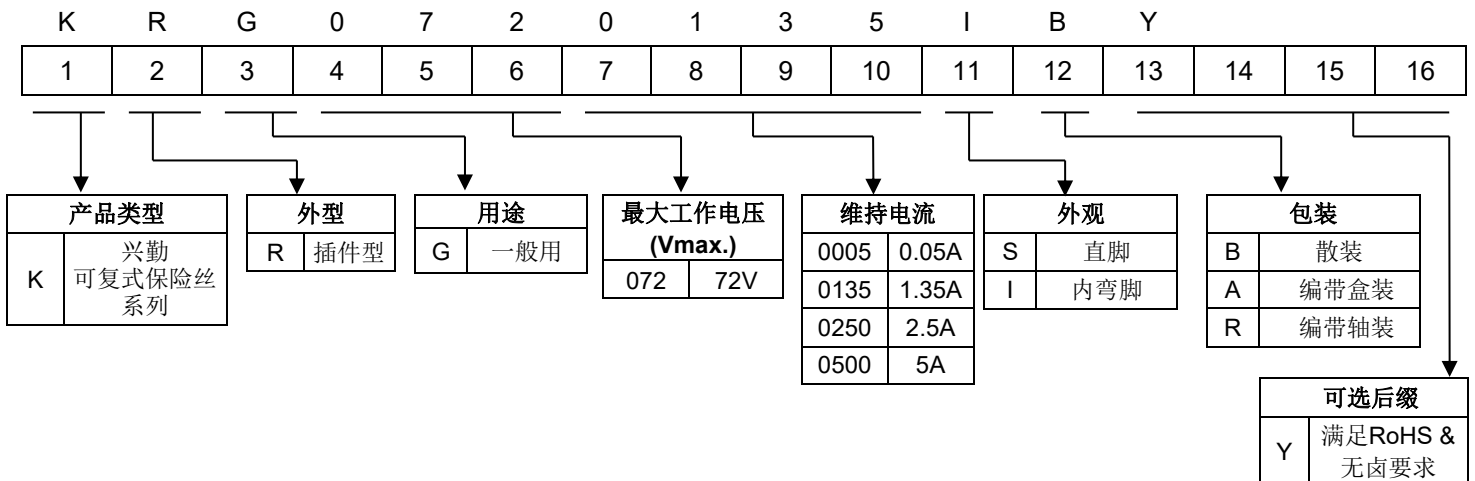 K R G 0 7 2 0 1 3 5 I B Y
1 2 3 4 5 6 7 8 9 10 11 12 13 14 15 16
产品类型
K 兴勤
可复式保险丝
系列
外型
R 插件型
用途
G 一般用
最大工作电压
(Vmax.)
072 72V
维持电流
0005 0.05A
0135 1.35A
0250 2.5A
0500 5A
外观
S 直脚
I 内弯脚
包装
B 散装
A 编带盒装
R 编带轴装
可选后缀
Y 满足RoHS &
无卤要求